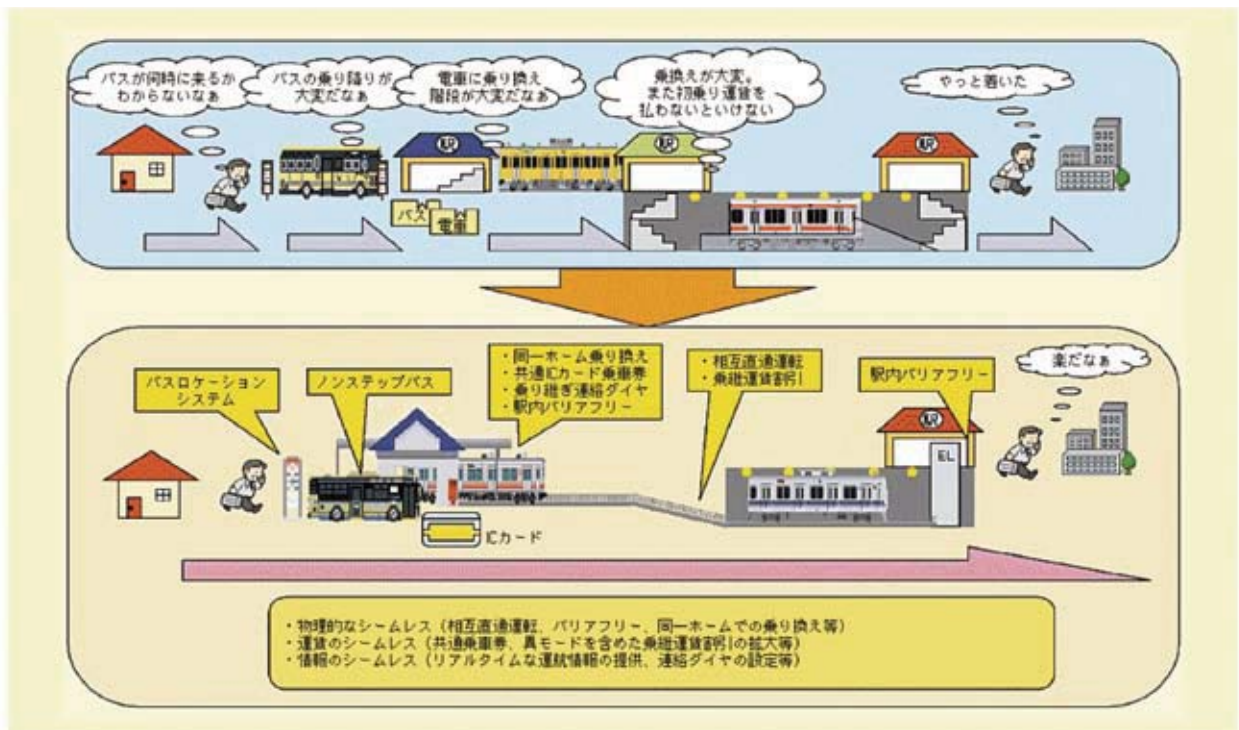 バスが何時に来るか
わからないなぁ
バスの乗り降りが
大変だなぁ
電車に乗り換え
階段が大変だなぁ
乗換えが大変。
また初乗り運賃を
払わないといけない
やっと着いた
バス
電車
バスロケーション
システム
ノンステップバス
・同一ホーム乗り換え
・共通ICカード乗車券
・乗り継ぎ連絡ダイヤ
・駅内バリアフリー
・相互直通運転
・乗継運賃割引
駅内バリアフリー
楽だなぁ
EL
ICカード
・物理的なシームレス（相互直通運転、バリアフリー、同一ホームでの乗り換え等）
・運賃のシームレス（共通乗車券、異モードを含めた乗継運賃割引の拡大等）
・情報のシームレス（リアルタイムな運航情報の提供、連絡ダイヤの設定等）